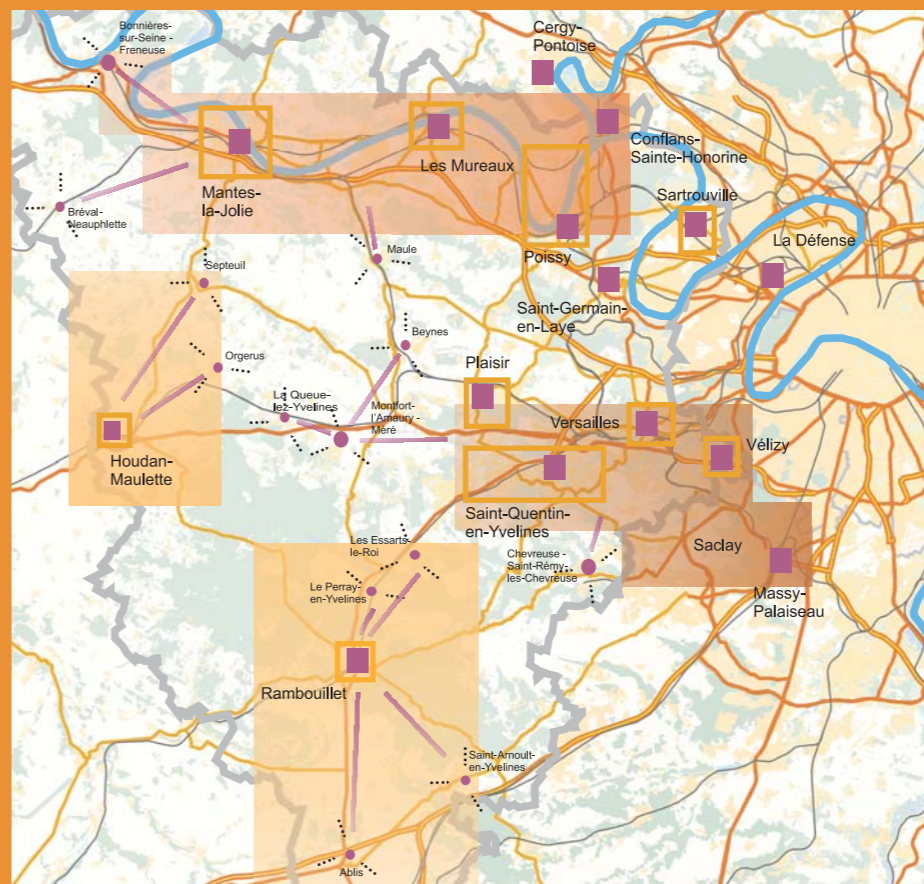 Bonnières-
sur-Seine -
Freneuse
Cergy-
Pontoise
Conflans-
Sainte-Honorine
Les Mureaux
Mantes-
la-Jolie
Sartrouville
Bréval-
Neauphlette
La Défense
Maule
Poissy
Septeuil
Saint-Germain-
en-Laye
Beynes
Orgerus
Plaisir
La Queue-
lez-Yvelines
Montfort-
l'Amaury -
Méré
Versailles
Vélizy
Houdan-
Maulette
Saint-Quentin-
en-Yvelines
Les Essarts-
le-Roi
Saclay
Chevreuse -
Saint-Rémy-
les-Chevreuse
Le Perray-
en-Yvelines
Massy-
Palaiseau
Rambouillet
Saint-Arnoult-
en-Yvelines
Ablis